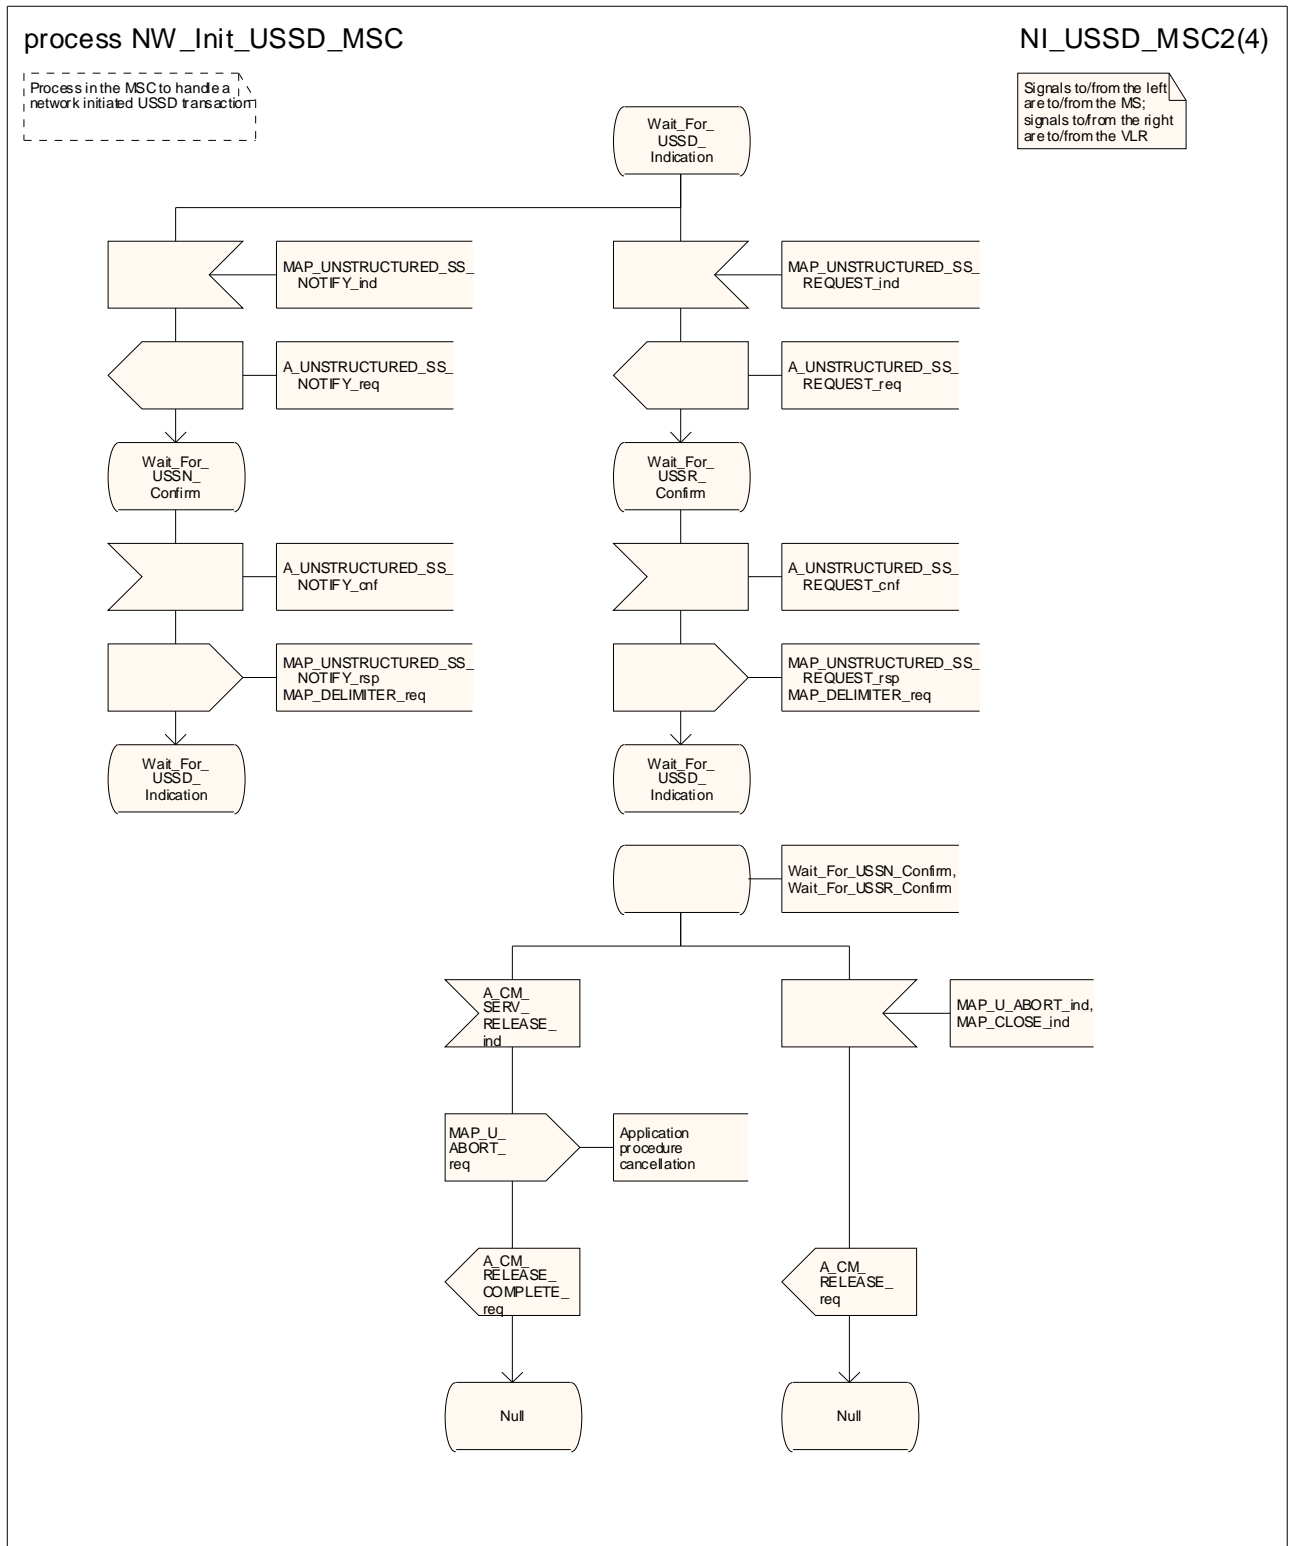 process NW_Init_USSD_MSC
NI_USSD_MSC2(4)
Process in the MSC to handle a
network initiated USSD transaction
Signals to/from the left
are to/from the MS;
signals to/from the right
are to/from the VLR
Wait_For_
USSD_
Indication
MAP_UNSTRUCTURED_SS_
NOTIFY_ind
MAP_UNSTRUCTURED_SS_
REQUEST_ind
A_UNSTRUCTURED_SS_
NOTIFY_req
A_UNSTRUCTURED_SS_
REQUEST_req
Wait_For_
USSN_
Confirm
Wait_For_
USSR_
Confirm
A_UNSTRUCTURED_SS_
NOTIFY_cnf
A_UNSTRUCTURED_SS_
REQUEST_cnf
MAP_UNSTRUCTURED_SS_
NOTIFY_rsp
MAP_DELIMITER_req
MAP_UNSTRUCTURED_SS_
REQUEST_rsp
MAP_DELIMITER_req
Wait_For_
USSD_
Indication
Wait_For_
USSD_
Indication
Wait_For_USSN_Confirm,
Wait_For_USSR_Confirm
A_CM_
SERV_
RELEASE_
ind
MAP_U_ABORT_ind,
MAP_CLOSE_ind
MAP_U_
ABORT_
req
Application
procedure
cancellation
A_CM_
RELEASE_
COMPLETE_
req
A_CM_
RELEASE_
req
Null
Null